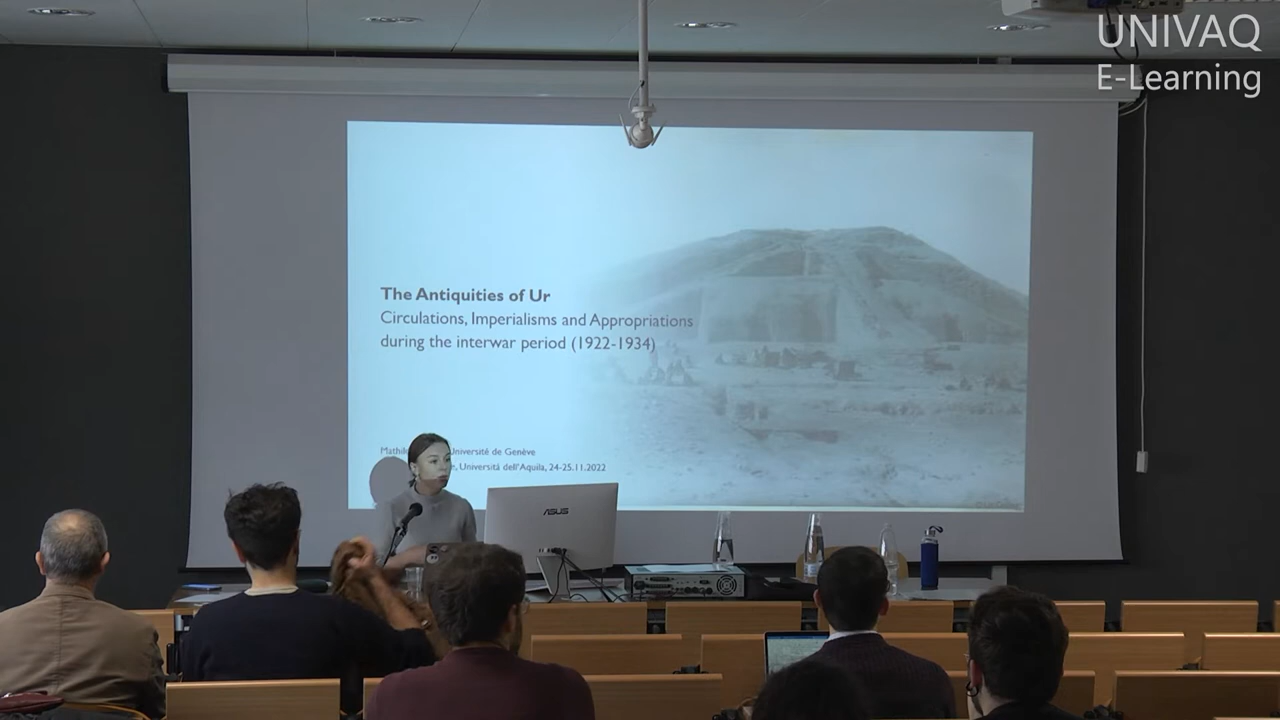 UNIVAQ
E-Learning
The Antiquities of Ur
Circulations, Imperialisms and Appropriations
during the interwar period (1922-1934)
Université de Genève
Università dell'Aquila, 24-25.11.2022
ASUS